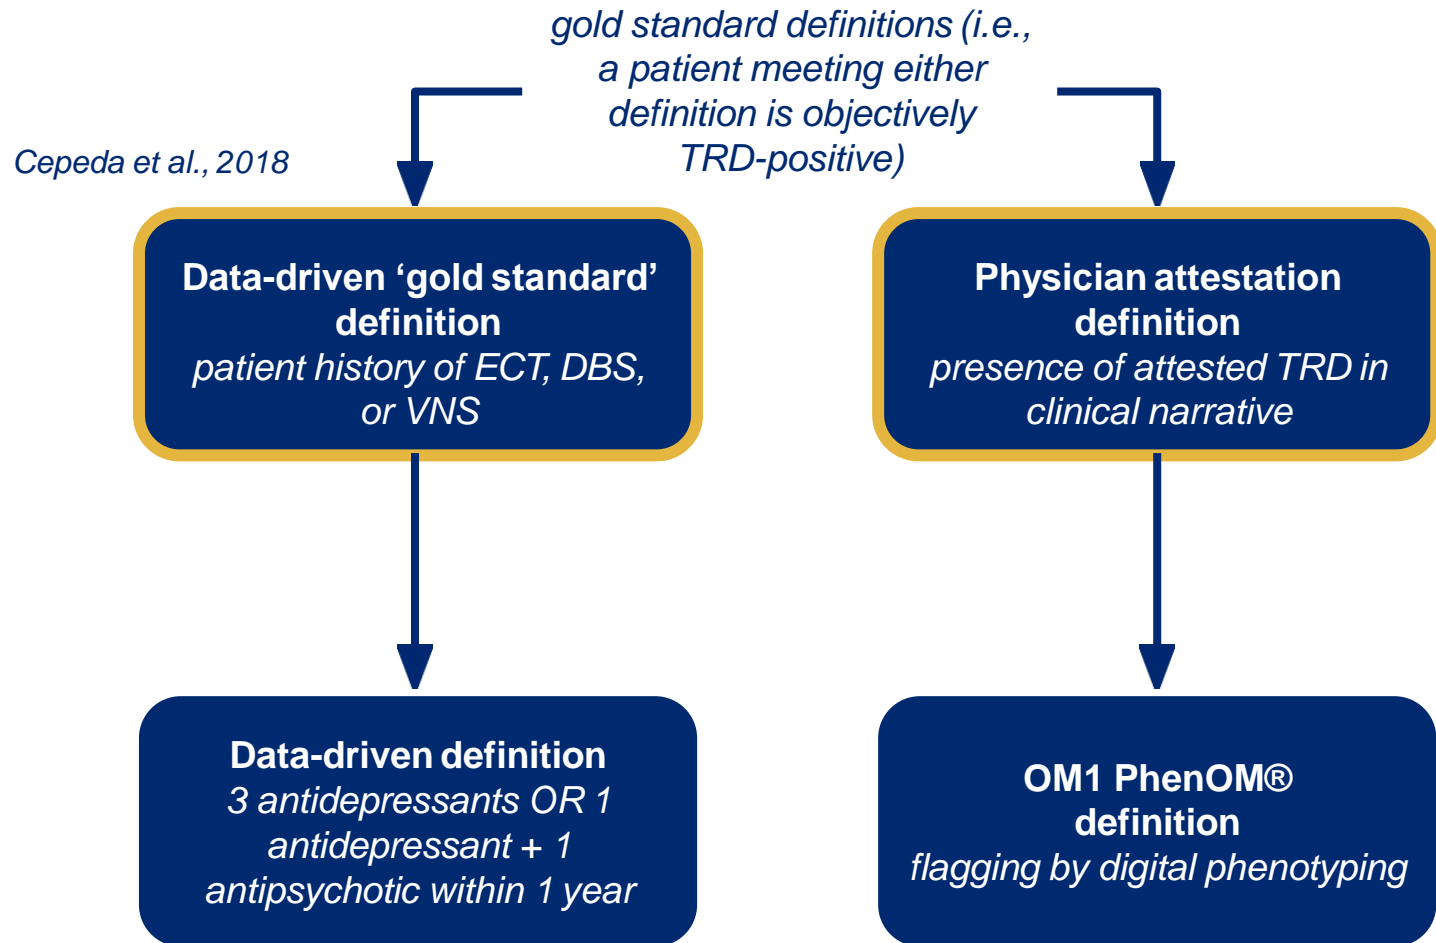 gold standard definitions (i.e.,
a patient meeting either
definition is objectively
TRD-positive)
Cepeda et al., 2018
Data-driven ‘gold standard’
definition
patient history of ECT, DBS,
or VNS
Physician attestation
definition
presence of attested TRD in
clinical narrative
Data-driven definition
3 antidepressants OR 1
antidepressant + 1
antipsychotic within 1 year
OM1 PhenOM®
definition
flagging by digital phenotyping